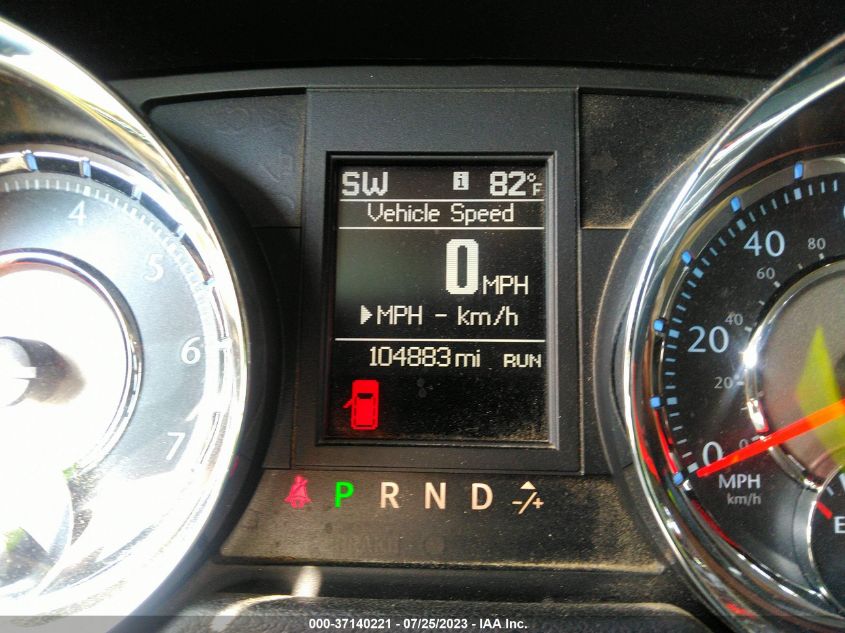 SW i 82°F
Vehicle Speed
0 MPH
▶MPH - km/h
104883 mi RUN
P R N D -/+
4
5
6
7
40
80
60
20
40
20
0
0
MPH
km/h
E
000-37140221 - 07/25/2023 - IAA Inc.